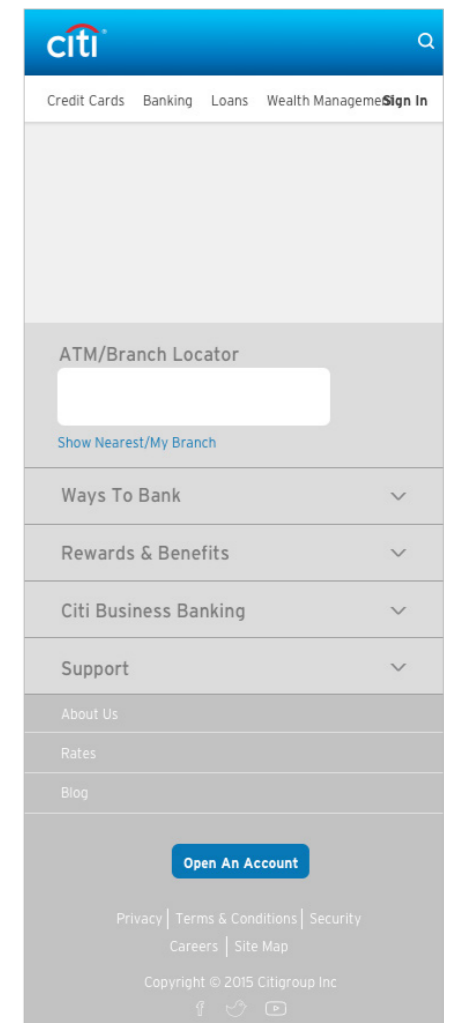 citi
Credit Cards Banking Loans Wealth Management Sign In
ATM/Branch Locator
Show Nearest/My Branch
Ways To Bank
Rewards & Benefits
Citi Business Banking
Support
About Us
Rates
Blog
Open An Account
Privacy | Terms & Conditions | Security
Careers | Site Map
Copyright © 2015 Citigroup Inc